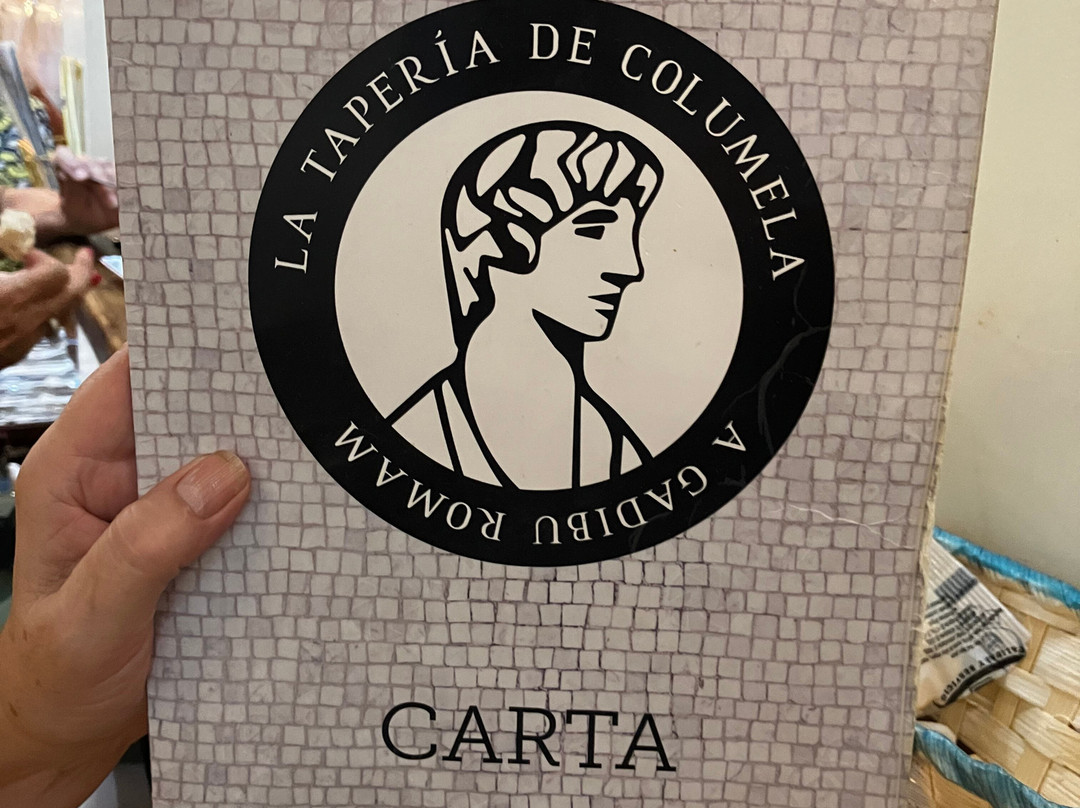 LA TAPERÍA DE COLUMELA
A GADIBU ROMAM
CARTA